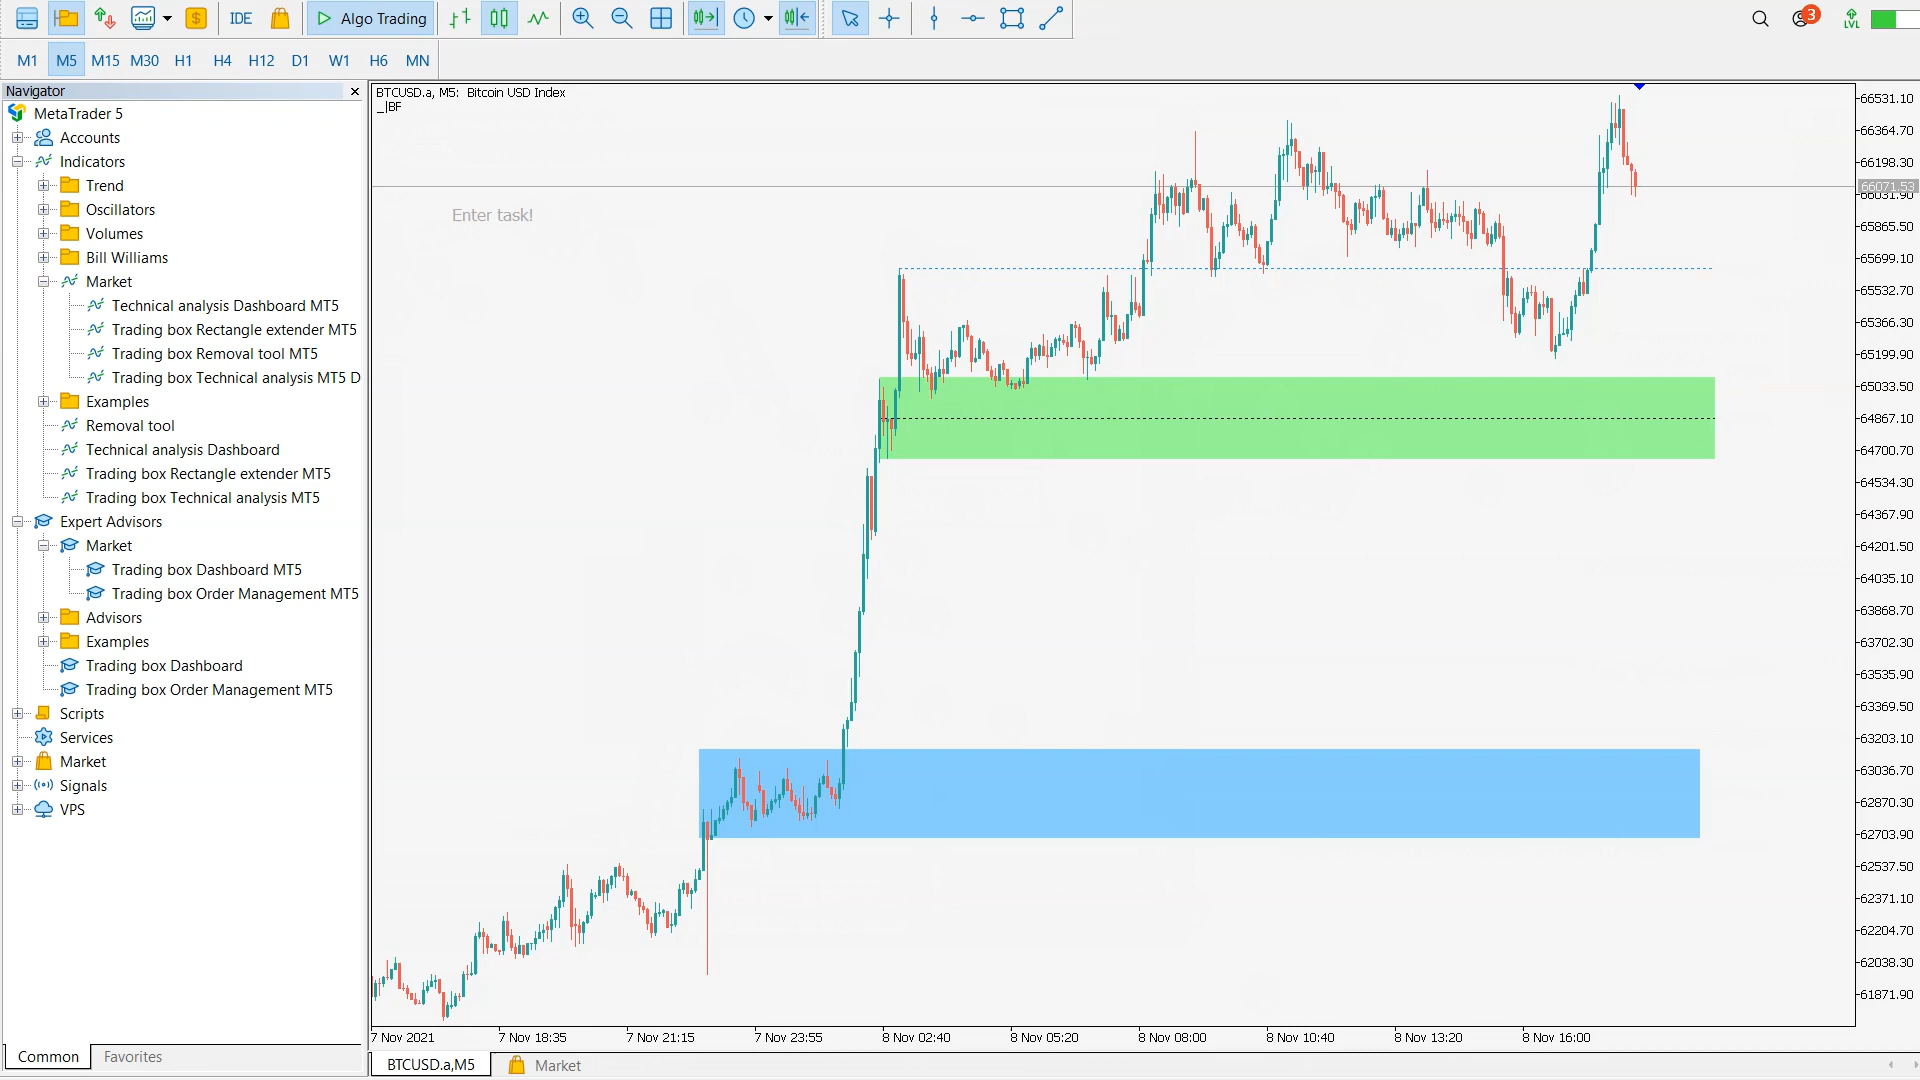 IDE
Algo Trading
3
LVL
M1 M5 M15 M30 H1 H4 H12 D1 W1 H6 MN
Navigator
MetaTrader 5
Accounts
Indicators
Trend
Oscillators
Volumes
Bill Williams
Market
Technical analysis Dashboard MT5
Trading box Rectangle extender MT5
Trading box Removal tool MT5
Trading box Technical analysis MT5 D
Examples
Removal tool
Technical analysis Dashboard
Trading box Rectangle extender MT5
Trading box Technical analysis MT5
Expert Advisors
Market
Trading box Dashboard MT5
Trading box Order Management MT5
Advisors
Examples
Trading box Dashboard
Trading box Order Management MT5
Scripts
Services
Market
Signals
VPS
Common Favorites
BTCUSD.a, M5: Bitcoin USD Index
_|BF
Enter task!
66531.10
66364.70
66198.30
66071.53
66031.90
65865.50
65699.10
65532.70
65366.30
65199.90
65033.50
64867.10
64700.70
64534.30
64367.90
64201.50
64035.10
63868.70
63702.30
63535.90
63369.50
63203.10
63036.70
62870.30
62703.90
62537.50
62371.10
62204.70
62038.30
61871.90
7 Nov 2021 7 Nov 18:35 7 Nov 21:15 7 Nov 23:55 8 Nov 02:40 8 Nov 05:20 8 Nov 08:00 8 Nov 10:40 8 Nov 13:20 8 Nov 16:00
BTCUSD.a,M5 Market